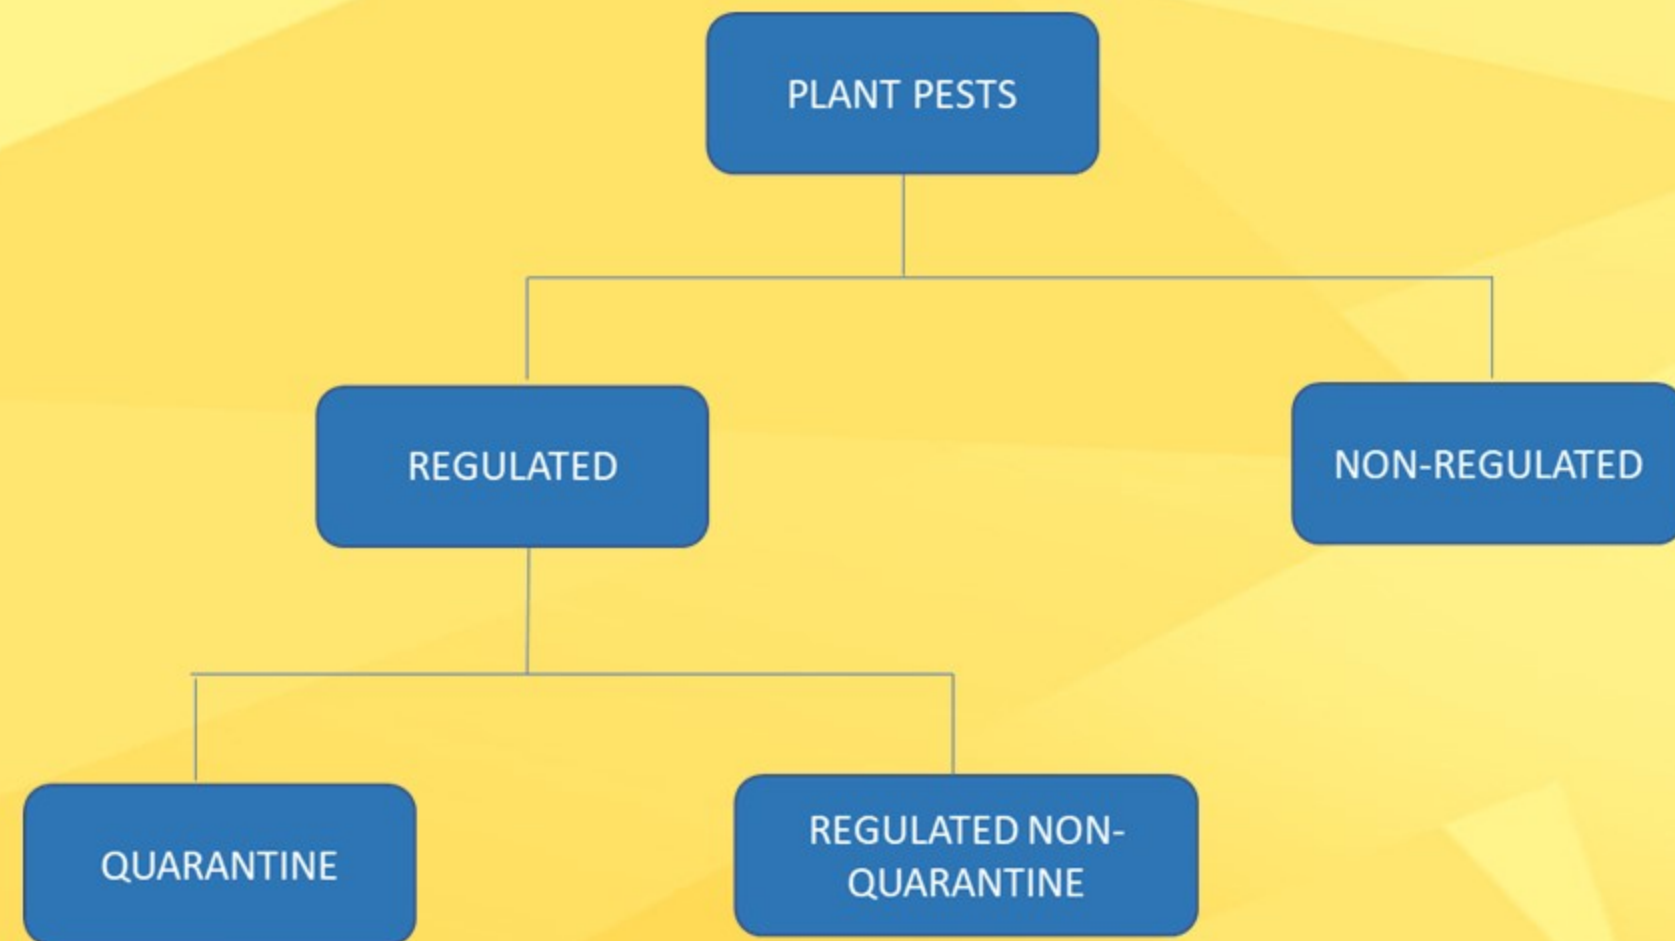 PLANT PESTS
REGULATED
NON-REGULATED
QUARANTINE
REGULATED NON-
QUARANTINE